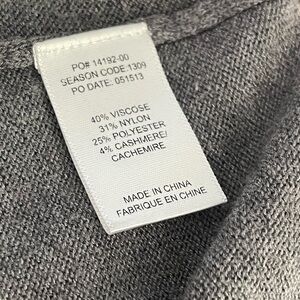 PO# 14192-00
SEASON CODE:1309
PO DATE: 051513
40% VISCOSE
31% NYLON
25% POLYESTER
4% CASHMERE/
CACHEMIRE
MADE IN CHINA
FABRIQUE EN CHINE